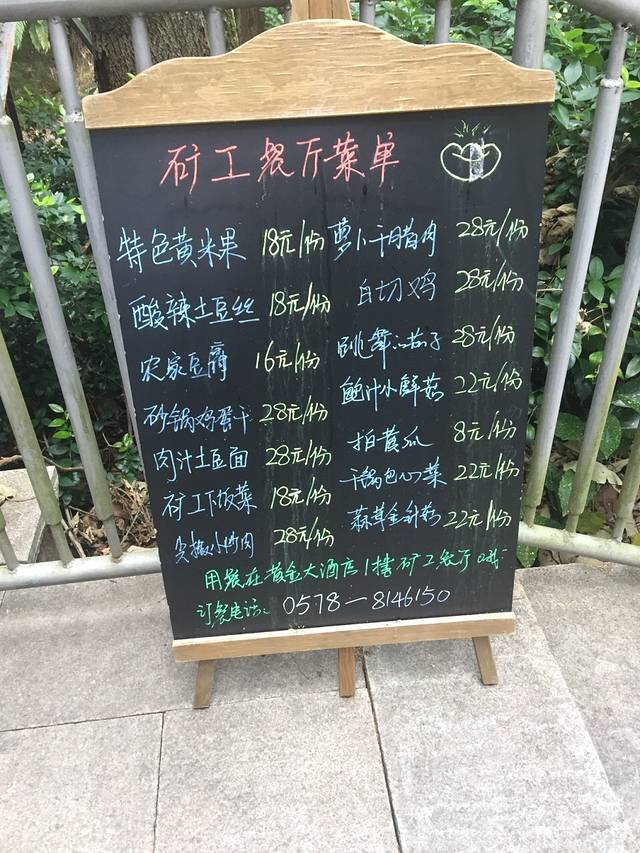 矿工餐厅菜单
特色黄米果 18元/份
酸辣土豆丝 18元/份
农家豆腐 16元/份
砂锅鸡蛋干 28元/份
肉汁土豆面 28元/份
矿工下饭菜 18元/份
尖椒小炒肉 28元/份
萝卜干腊肉 28元/份
白切鸡 28元/份
跳舞の茄子 28元/份
鲍汁小鲜菇 22元/份
拍黄瓜 8元/份
干锅包心菜 22元/份
蒜茸金针菇 22元/份
用餐在黄金大酒店1楼矿工餐厅哦
订餐电话: 0578-8146150